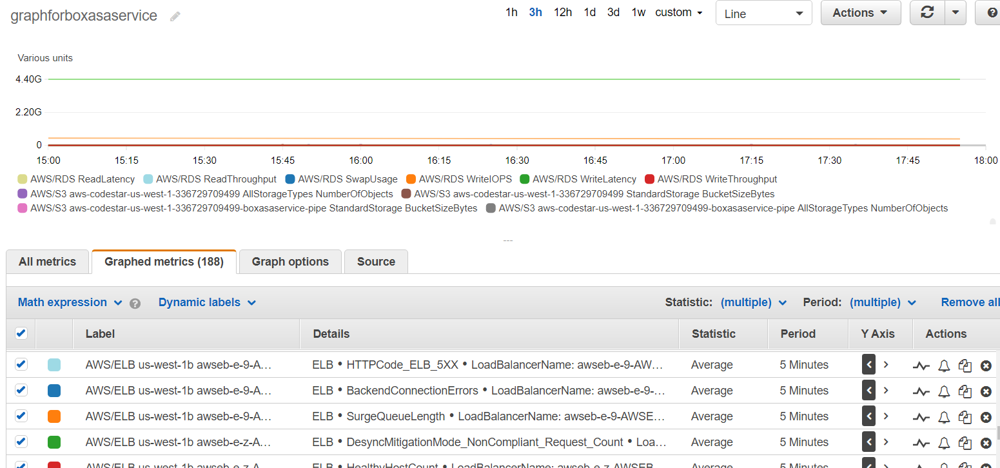 graphforboxasaservice 1h 3h 12h 1d 3d 1w custom Line Actions
Various units
4.40G
2.20G
0
15:00 15:15 15:30 15:45 16:00 16:15 16:30 16:45 17:00 17:15 17:30 17:45 18:00
AWS/RDS ReadLatency AWS/RDS ReadThroughput AWS/RDS SwapUsage AWS/RDS WriteIOPS AWS/RDS WriteLatency AWS/RDS WriteThroughput
AWS/S3 aws-codestar-us-west-1-336729709499 AllStorageTypes NumberOfObjects AWS/S3 aws-codestar-us-west-1-336729709499 StandardStorage BucketSizeBytes
AWS/S3 aws-codestar-us-west-1-336729709499-boxasaservice-pipe StandardStorage BucketSizeBytes AWS/S3 aws-codestar-us-west-1-336729709499-boxasaservice-pipe AllStorageTypes NumberOfObjects
All metrics Graphed metrics (188) Graph options Source
Math expression Dynamic labels Statistic: (multiple) Period: (multiple) Remove all
Label Details Statistic Period Y Axis Actions
AWS/ELB us-west-1b awseb-e-9-A... ELB • HTTPCode_ELB_5XX • LoadBalancerName: awseb-e-9-AW... Average 5 Minutes
AWS/ELB us-west-1b awseb-e-9-A... ELB • BackendConnectionErrors • LoadBalancerName: awseb-e-9-... Average 5 Minutes
AWS/ELB us-west-1b awseb-e-9-A... ELB • SurgeQueueLength • LoadBalancerName: awseb-e-9-AWSE... Average 5 Minutes
AWS/ELB us-west-1b awseb-e-z-A... ELB • DesyncMitigationMode_NonCompliant_Request_Count • Loa... Average 5 Minutes
AWS/ELB us-west-1b awseb-e-z-A... ELB • HealthyHostCount • LoadBalancerName: awseb-e-z-AWSEB... Average 5 Minutes